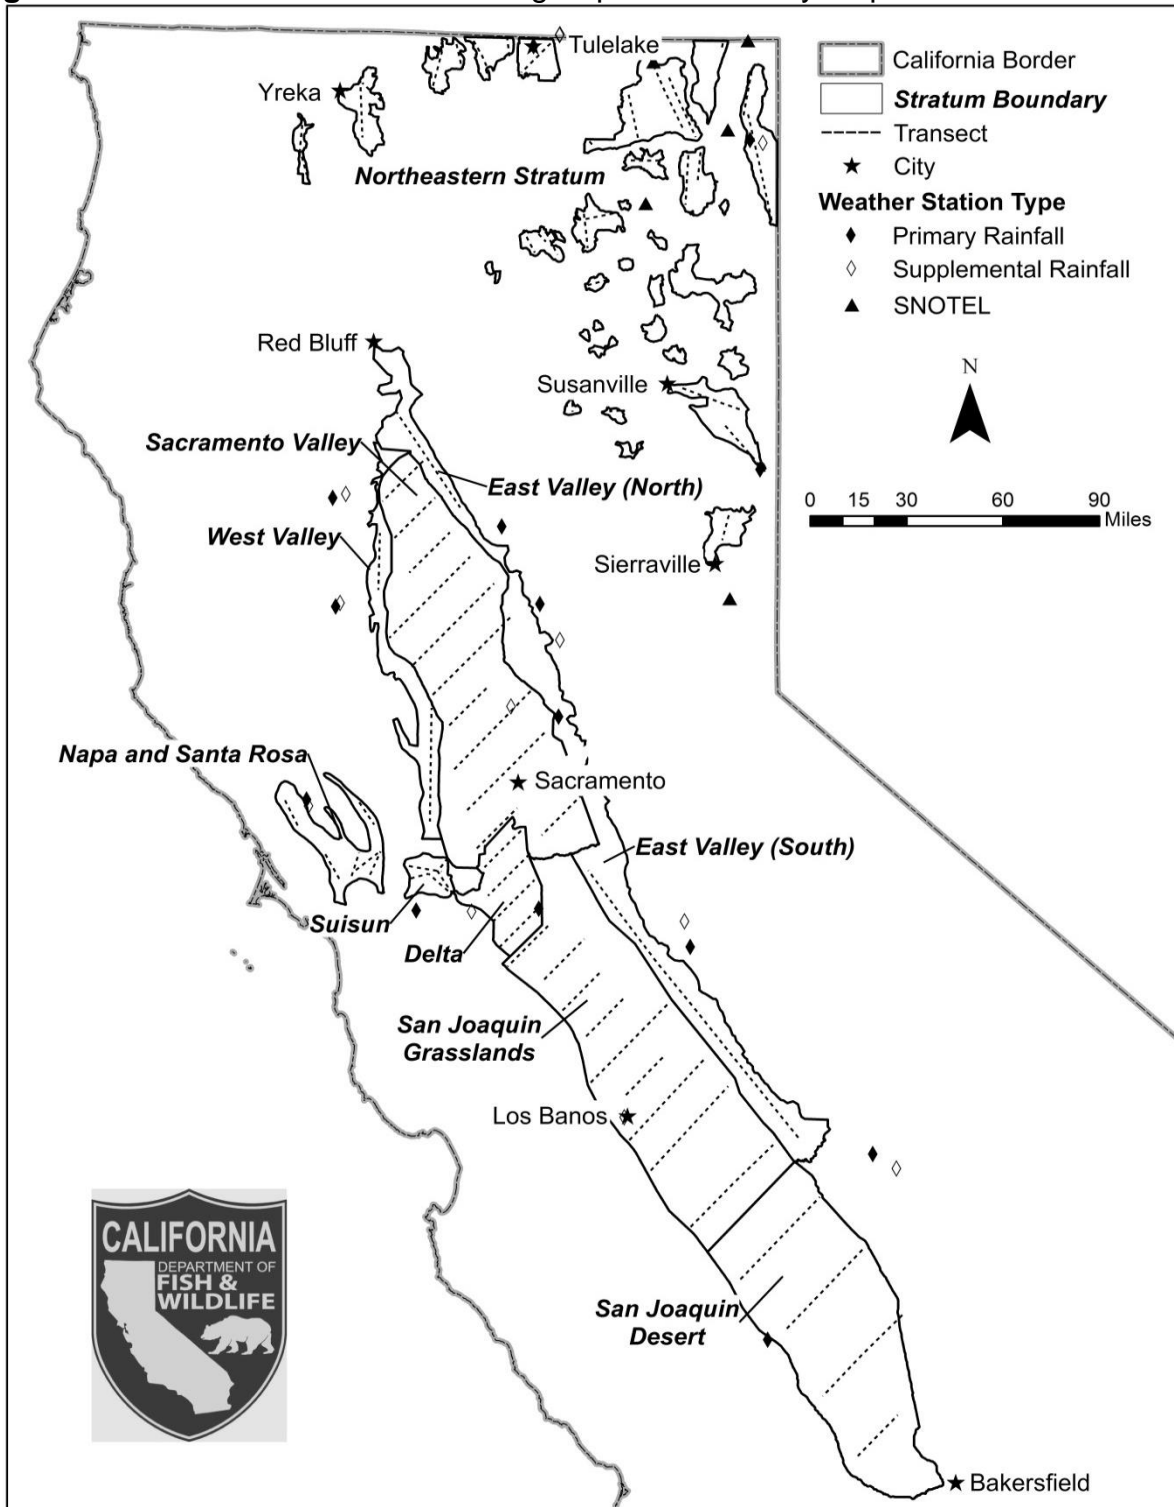 Tulelake
Yreka
Northeastern Stratum
Red Bluff
Susanville
Sacramento Valley
East Valley (North)
West Valley
Sierraville
Napa and Santa Rosa
Sacramento
East Valley (South)
Suisun
Delta
San Joaquin
Grasslands
Los Banos
San Joaquin
Desert
Bakersfield
California Border
Stratum Boundary
Transect
City
Weather Station Type
Primary Rainfall
Supplemental Rainfall
SNOTEL
N
0 15 30 60 90
Miles
CALIFORNIA
DEPARTMENT OF
FISH &
WILDLIFE